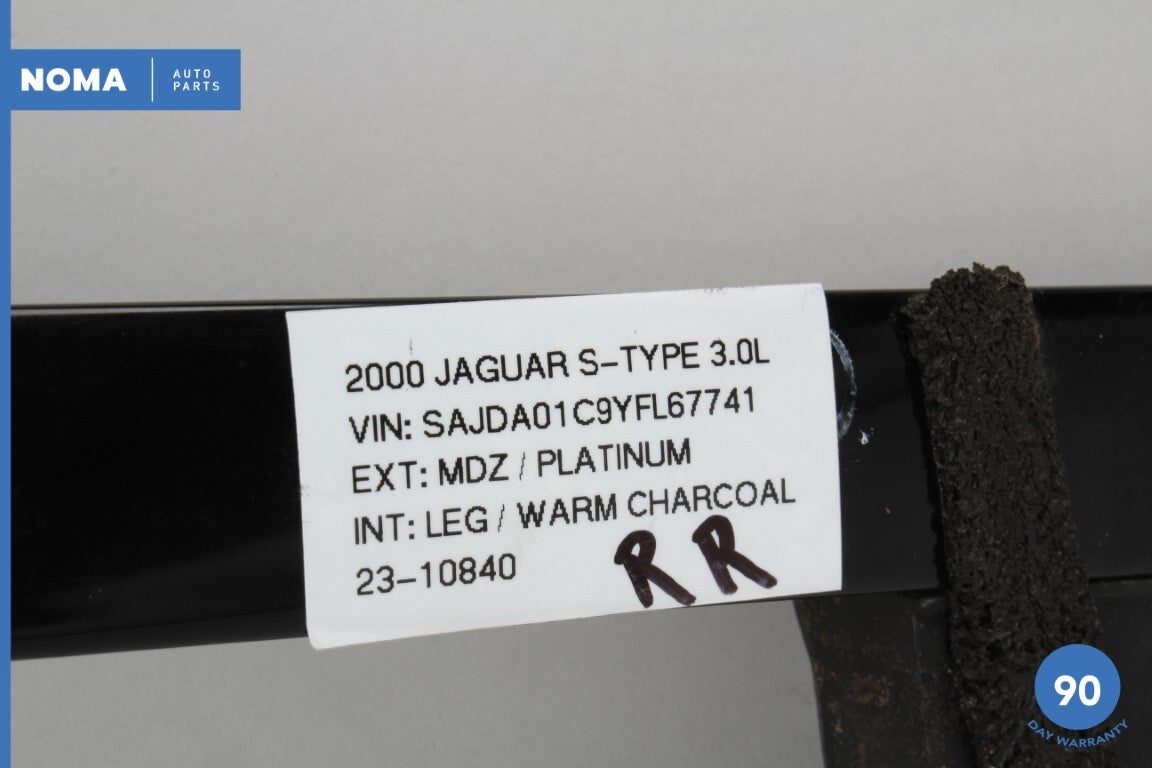 NOMA
AUTO
PARTS
2000 JAGUAR S-TYPE 3.0L
VIN: SAJDA01C9YFL67741
EXT: MDZ / PLATINUM
INT: LEG / WARM CHARCOAL
23-10840
RR
90
DAY WARRANTY